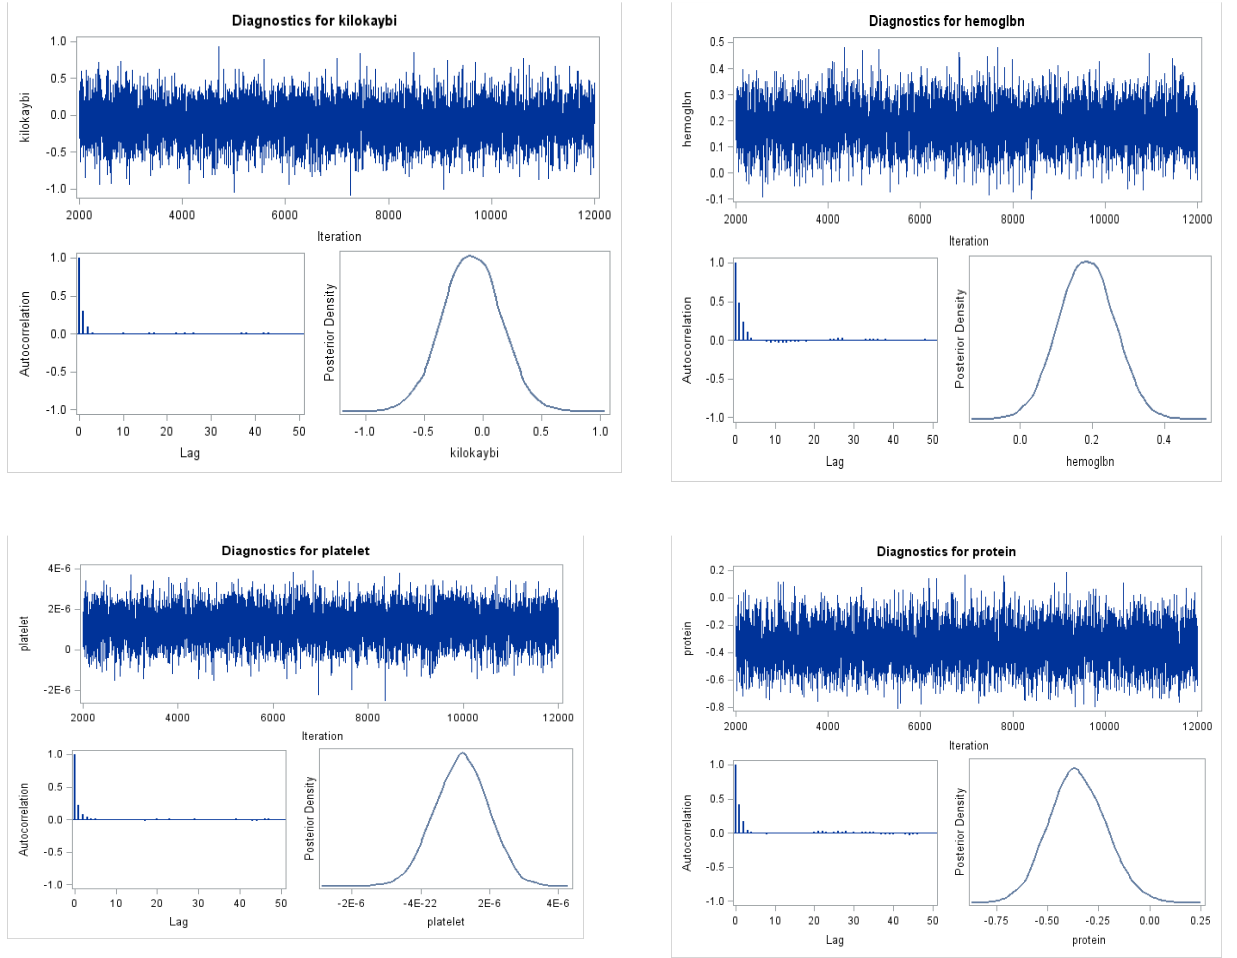 Diagnostics for kilokaybi
1.0
0.5
0.0
-0.5
-1.0
kilokaybi
2000 4000 6000 8000 10000 12000
Iteration
1.0
0.5
0.0
-0.5
-1.0
Autocorrelation
0 10 20 30 40 50
Lag
Posterior Density
-1.0 -0.5 0.0 0.5 1.0
kilokaybi
Diagnostics for hemoglbn
0.5
0.4
0.3
0.2
0.1
0.0
-0.1
hemoglbn
2000 4000 6000 8000 10000 12000
Iteration
1.0
0.5
0.0
-0.5
-1.0
Autocorrelation
0 10 20 30 40 50
Lag
Posterior Density
0.0 0.2 0.4
hemoglbn
Diagnostics for platelet
4E-6
2E-6
0
-2E-6
platelet
2000 4000 6000 8000 10000 12000
Iteration
1.0
0.5
0.0
-0.5
-1.0
Autocorrelation
0 10 20 30 40 50
Lag
Posterior Density
-2E-6 -4E-22 2E-6 4E-6
platelet
Diagnostics for protein
0.2
0.0
-0.2
-0.4
-0.6
-0.8
protein
2000 4000 6000 8000 10000 12000
Iteration
1.0
0.5
0.0
-0.5
-1.0
Autocorrelation
0 10 20 30 40 50
Lag
Posterior Density
-0.75 -0.50 -0.25 0.00 0.25
protein